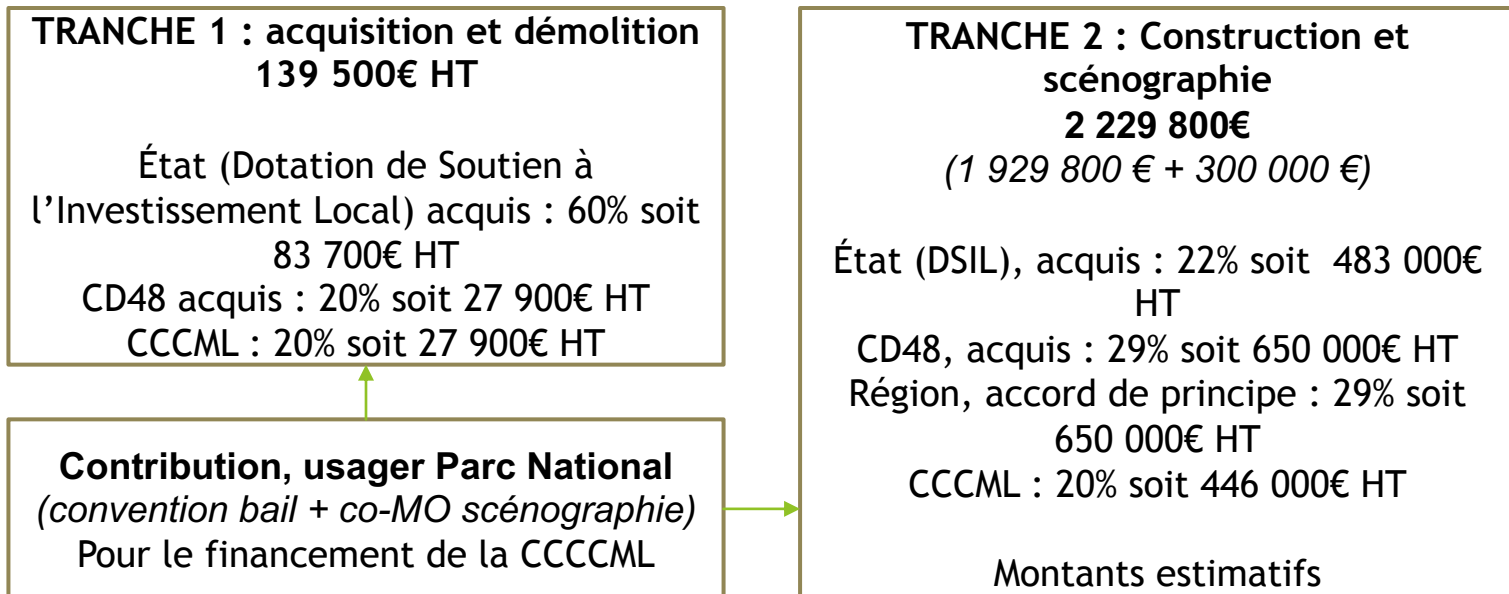 TRANCHE 1 : acquisition et démolition
139 500€ HT
État (Dotation de Soutien à
l’Investissement Local) acquis : 60% soit
83 700€ HT
CD48 acquis : 20% soit 27 900€ HT
CCCML : 20% soit 27 900€ HT
Contribution, usager Parc National
(convention bail + co-MO scénographie)
Pour le financement de la CCCCML
TRANCHE 2 : Construction et
scénographie
2 229 800€
(1 929 800 € + 300 000 €)
État (DSIL), acquis : 22% soit 483 000€
HT
CD48, acquis : 29% soit 650 000€ HT
Région, accord de principe : 29% soit
650 000€ HT
CCCML : 20% soit 446 000€ HT
Montants estimatifs